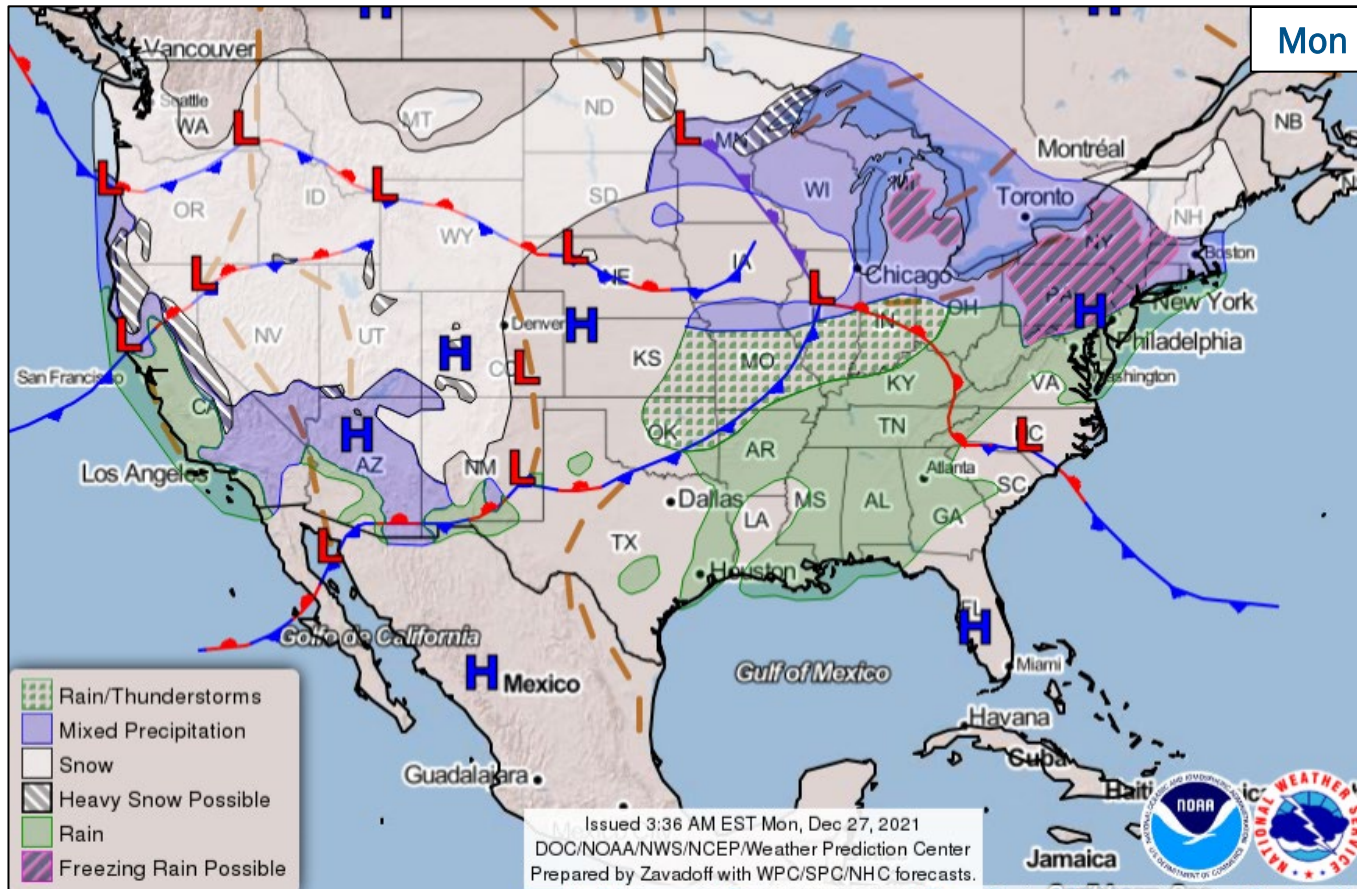 Mon
Vancouver
Seattle
WA
MT
ND
MN
Montréal
NB
OR
ID
SD
WI
MI
Toronto
NH
WY
IA
NY
Boston
NE
Chicago
PA
New York
NV
UT
Denver
CO
KS
MO
IN
OH
Philadelphia
Washington
San Francisco
CA
KY
VA
OK
TN
NC
Los Angeles
AZ
NM
AR
Atlanta
SC
Dallas
MS
AL
GA
LA
TX
Houston
FL
Golfo de California
Gulf of Mexico
Miami
Mexico
Havana
Cuba
Guadalajara
Jamaica
L
L
L
L
L
L
L
L
L
L
L
L
H
H
H
H
H
H
H
Rain/Thunderstorms
Mixed Precipitation
Snow
Heavy Snow Possible
Rain
Freezing Rain Possible
Issued 3:36 AM EST Mon, Dec 27, 2021
DOC/NOAA/NWS/NCEP/Weather Prediction Center
Prepared by Zavadoff with WPC/SPC/NHC forecasts.
NOAA
NATIONAL WEATHER SERVICE